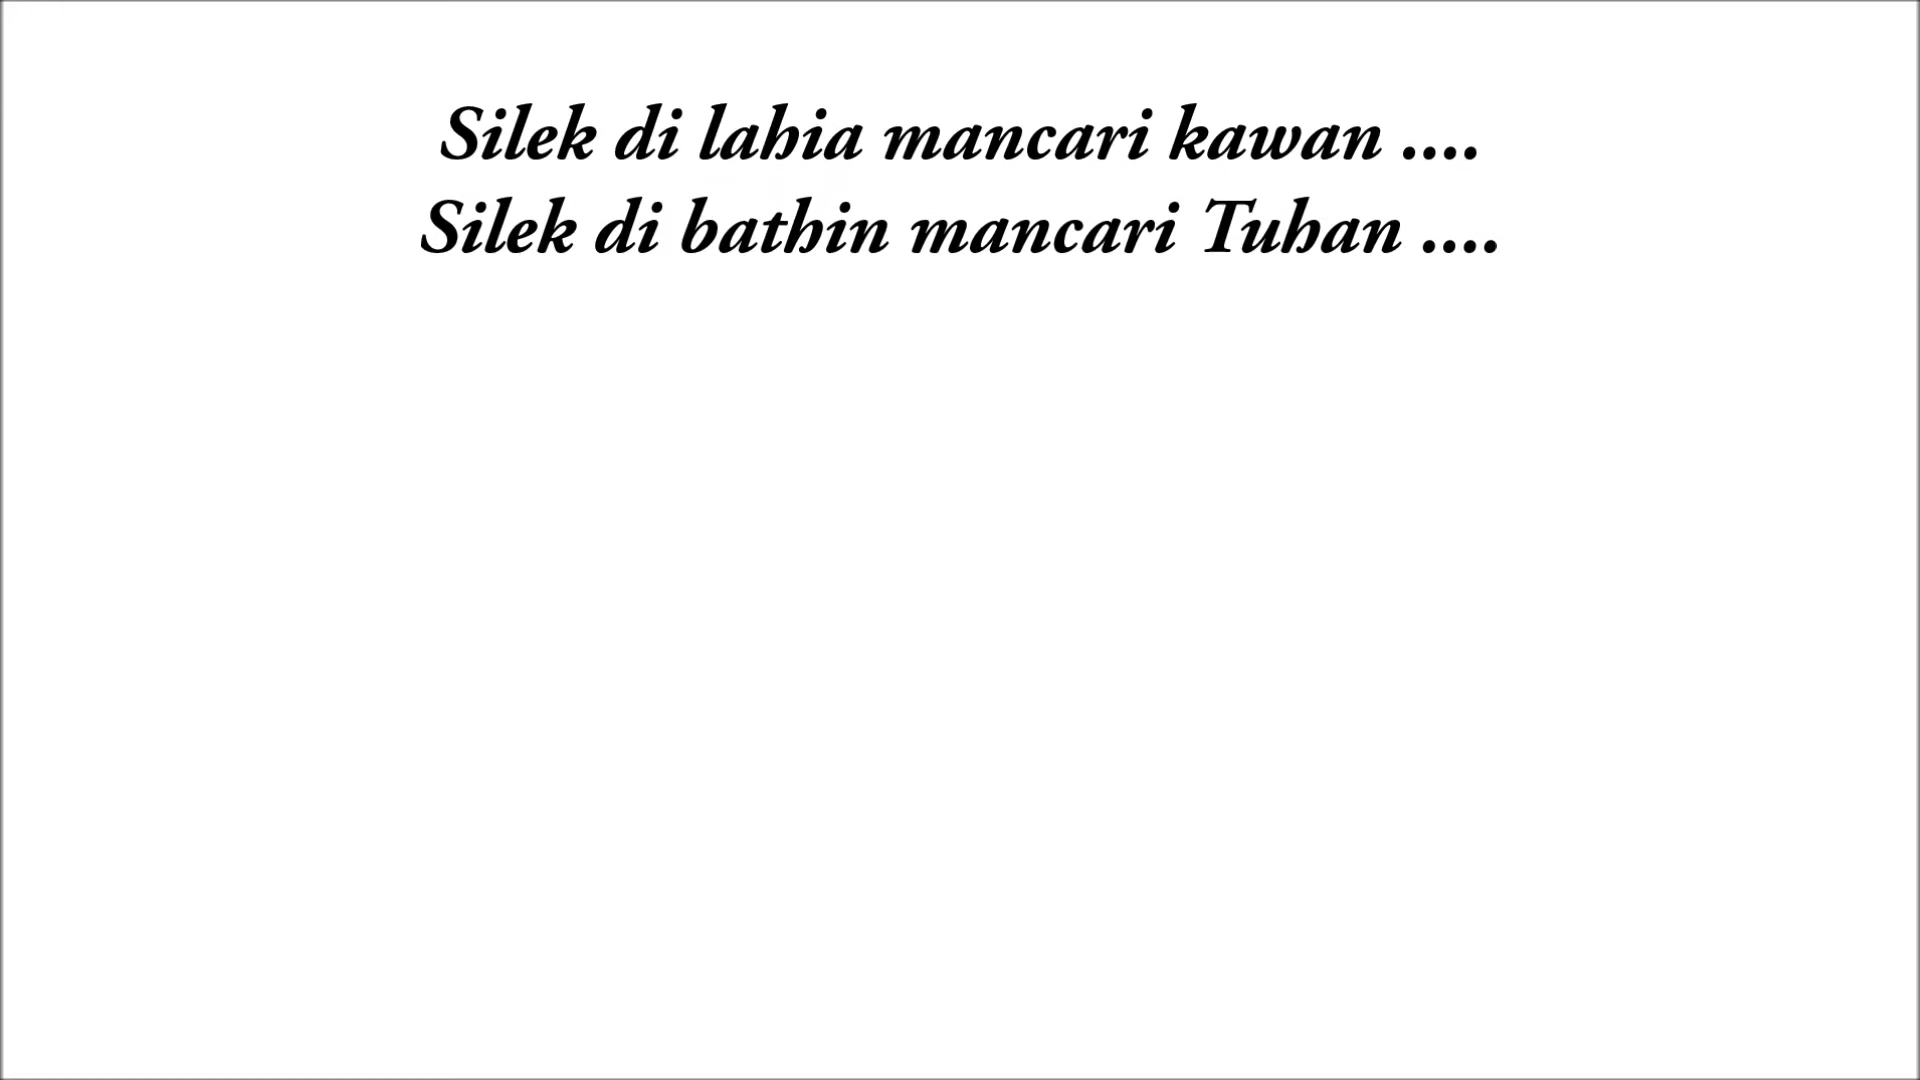 Silek di lahia mancari kawan ....
Silek di bathin mancari Tuhan ....